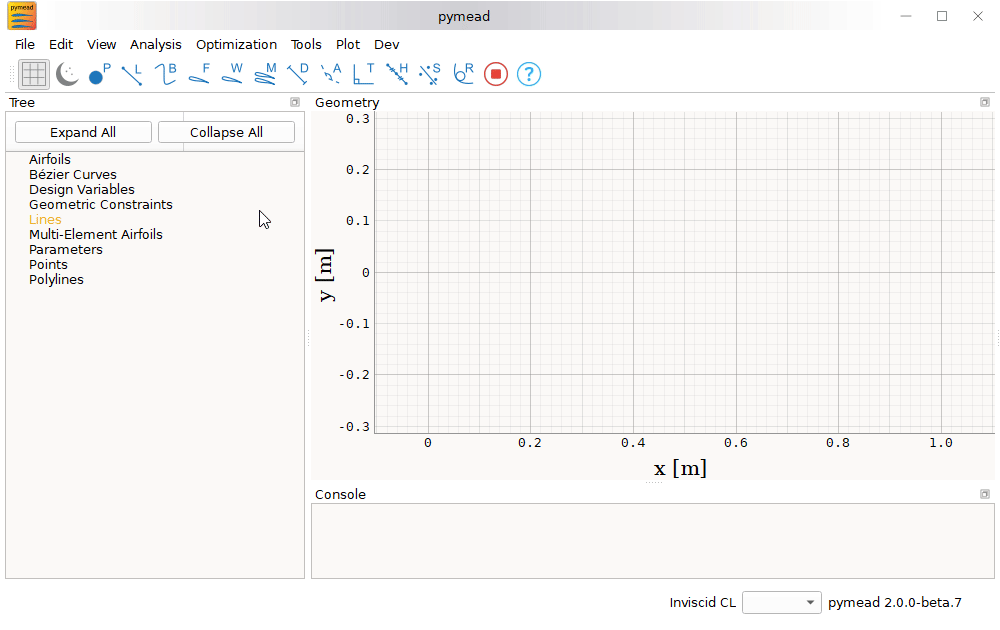 pymead
pymead
File Edit View Analysis Optimization Tools Plot Dev
P L B F W M D A T H S R ?
Tree
Geometry
Expand All Collapse All
Airfoils
Bézier Curves
Design Variables
Geometric Constraints
Lines
Multi-Element Airfoils
Parameters
Points
Polylines
y [m]
0.3
0.2
0.1
0
-0.1
-0.2
-0.3
0 0.2 0.4 0.6 0.8 1.0
x [m]
Console
Inviscid CL pymead 2.0.0-beta.7